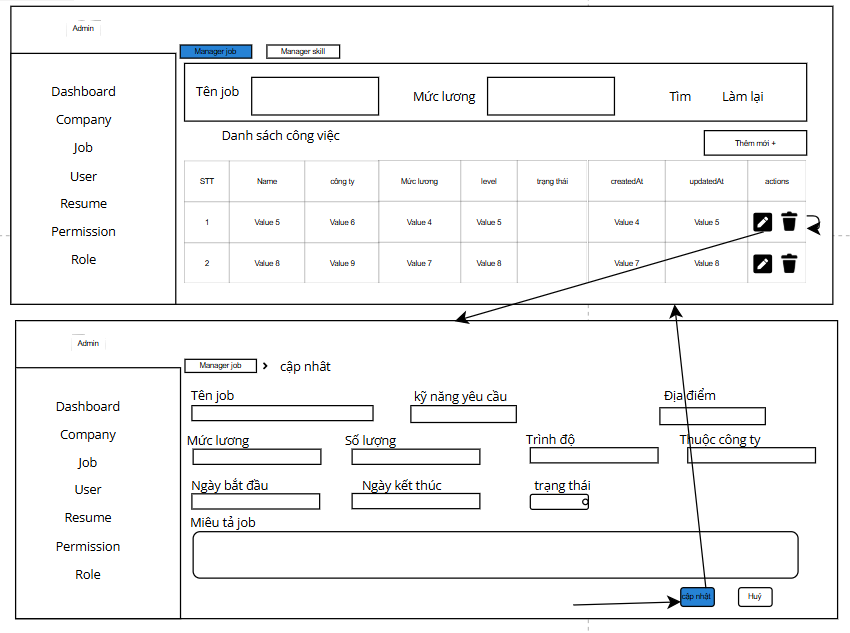 Admin
Manager job
Manager skill
Dashboard
Company
Job
User
Resume
Permission
Role
Tên job
Mức lương
Tìm
Làm lại
Danh sách công việc
Thêm mới +
STT Name công ty Mức lương level trạng thái createdAt updatedAt actions
1 Value 5 Value 6 Value 4 Value 5 Value 4 Value 5
2 Value 8 Value 9 Value 7 Value 8 Value 7 Value 8
Admin
Manager job
cập nhât
Dashboard
Company
Job
User
Resume
Permission
Role
Tên job
kỹ năng yêu cầu
Địa điểm
Mức lương
Số lượng
Trình độ
Thuộc công ty
Ngày bắt đầu
Ngày kết thúc
trạng thái
Miêu tả job
cập nhật
Huỷ